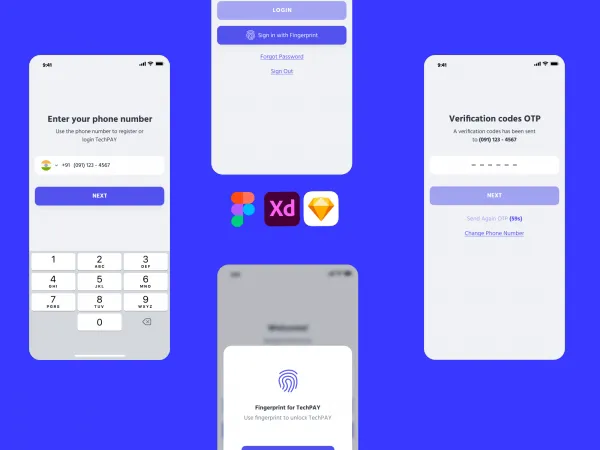 9:41
Enter your phone number
Use the phone number to register or
login TechPAY
+91 (091) 123 - 4567
NEXT
1
2
ABC
3
DEF
4
GHI
5
JKL
6
MNO
7
PQRS
8
TUV
9
WXYZ
0
LOGIN
Sign in with Fingerprint
Forgot Password
Sign Out
Xd
Welcome!
Fingerprint for TechPAY
Use fingerprint to unlock TechPAY
9:41
Verification codes OTP
A verification codes has been sent
to (091) 123 - 4567
NEXT
Send Again OTP (59s)
Change Phone Number